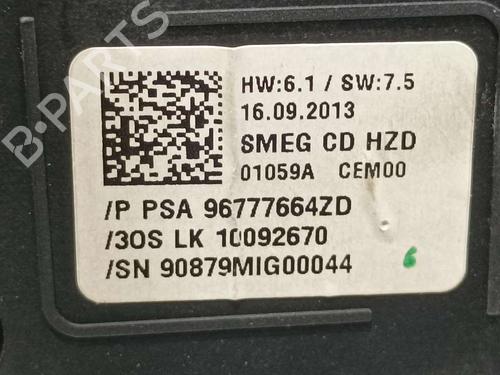 HW:6.1 / SW:7.5
16.09.2013
SMEG CD HZD
01059A CEM00
/P PSA 96777664ZD
/3OS LK 10092670
/SN 90879MIG00044
6
B-PARTS